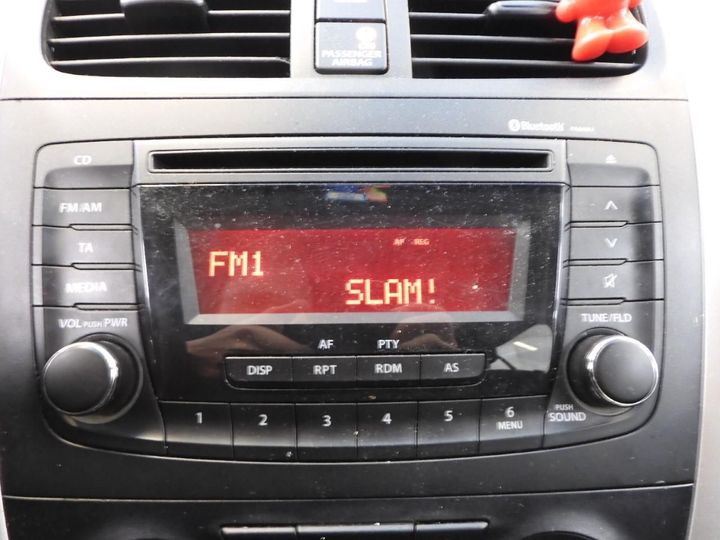 PASSENGER
AIRBAG
Bluetooth
CD
FM/AM
TA
MEDIA
VOL PUSH PWR
AF REG
FM1
SLAM!
TUNE/FLD
AF PTY
DISP RPT RDM AS
1 2 3 4 5 6
MENU
PUSH
SOUND